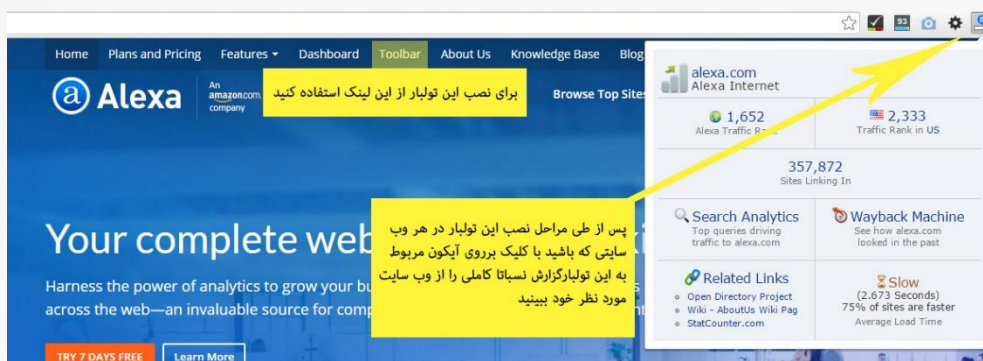 93
Home Plans and Pricing Features Dashboard Toolbar About Us Knowledge Base Blog
a Alexa An amazon.com company
Browse Top Sites
برای نصب این تولبار از این لینک استفاده کنید
alexa.com
Alexa Internet
1,652
Alexa Traffic
2,333
Traffic Rank in US
357,872
Sites Linking In
پس از طی مراحل نصب این تولبار در هر وب
سایتی که باشید با کلیک برروی آیکون مربوط
به این تولبارگزارش نسباتا کاملی را از وب سایت
مورد نظر خود ببینید
Search Analytics
Top queries driving
traffic to alexa.com
Wayback Machine
See how alexa.com
looked in the past
Related Links
Open Directory Project
Wiki - AboutUs Wiki Pag
StatCounter.com
Slow
(2.673 Seconds)
75% of sites are faster
Average Load Time
Your complete
Harness the power of analytics to grow your
across the web—an invaluable source for
TRY 7 DAYS FREE Learn More